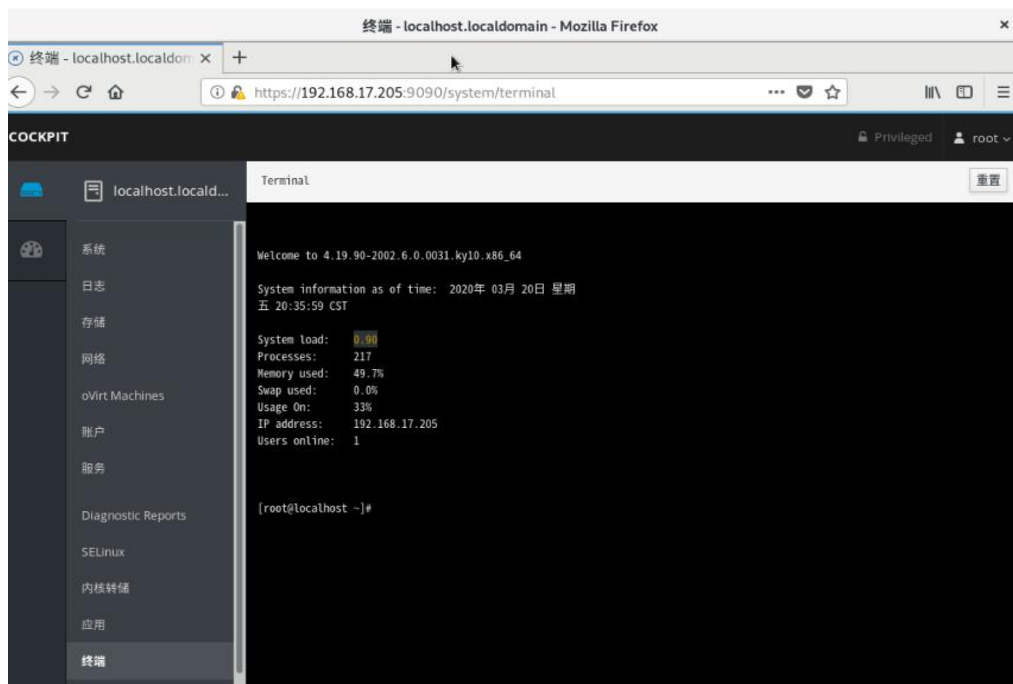 终端 - localhost.localdomain - Mozilla Firefox
终端 - localhost.localdon
https://192.168.17.205:9090/system/terminal
COCKPIT
Privileged
root
localhost.locald...
Terminal
重置
系统
日志
存储
网络
oVirt Machines
账户
服务
Diagnostic Reports
SELinux
内核转储
应用
终端
Welcome to 4.19.90-2002.6.0.0031.ky10.x86_64
System information as of time: 2020年 03月 20日 星期
五 20:35:59 CST
System load: 0.90
Processes: 217
Memory used: 49.7%
Swap used: 0.0%
Usage On: 33%
IP address: 192.168.17.205
Users online: 1
[root@localhost ~]#